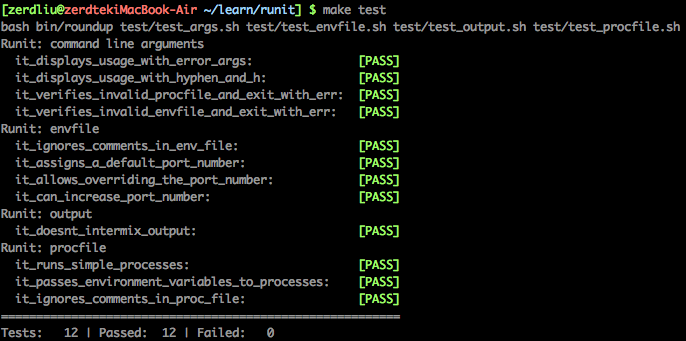 [zerdliu@zerdtekiMacBook-Air ~/learn/runit] $ make test
bash bin/roundup test/test_args.sh test/test_envfile.sh test/test_output.sh test/test_procfile.sh
Runit: command line arguments
  it_displays_usage_with_error_args: [PASS]
  it_displays_usage_with_hyphen_and_h: [PASS]
  it_verifies_invalid_procfile_and_exit_with_err: [PASS]
  it_verifies_invalid_envfile_and_exit_with_err: [PASS]
Runit: envfile
  it_ignores_comments_in_env_file: [PASS]
  it_assigns_a_default_port_number: [PASS]
  it_allows_overriding_the_port_number: [PASS]
  it_can_increase_port_number: [PASS]
Runit: output
  it_doesnt_intermix_output: [PASS]
Runit: procfile
  it_runs_simple_processes: [PASS]
  it_passes_environment_variables_to_processes: [PASS]
  it_ignores_comments_in_proc_file: [PASS]
=========================================================
Tests:   12 | Passed:  12 | Failed:   0